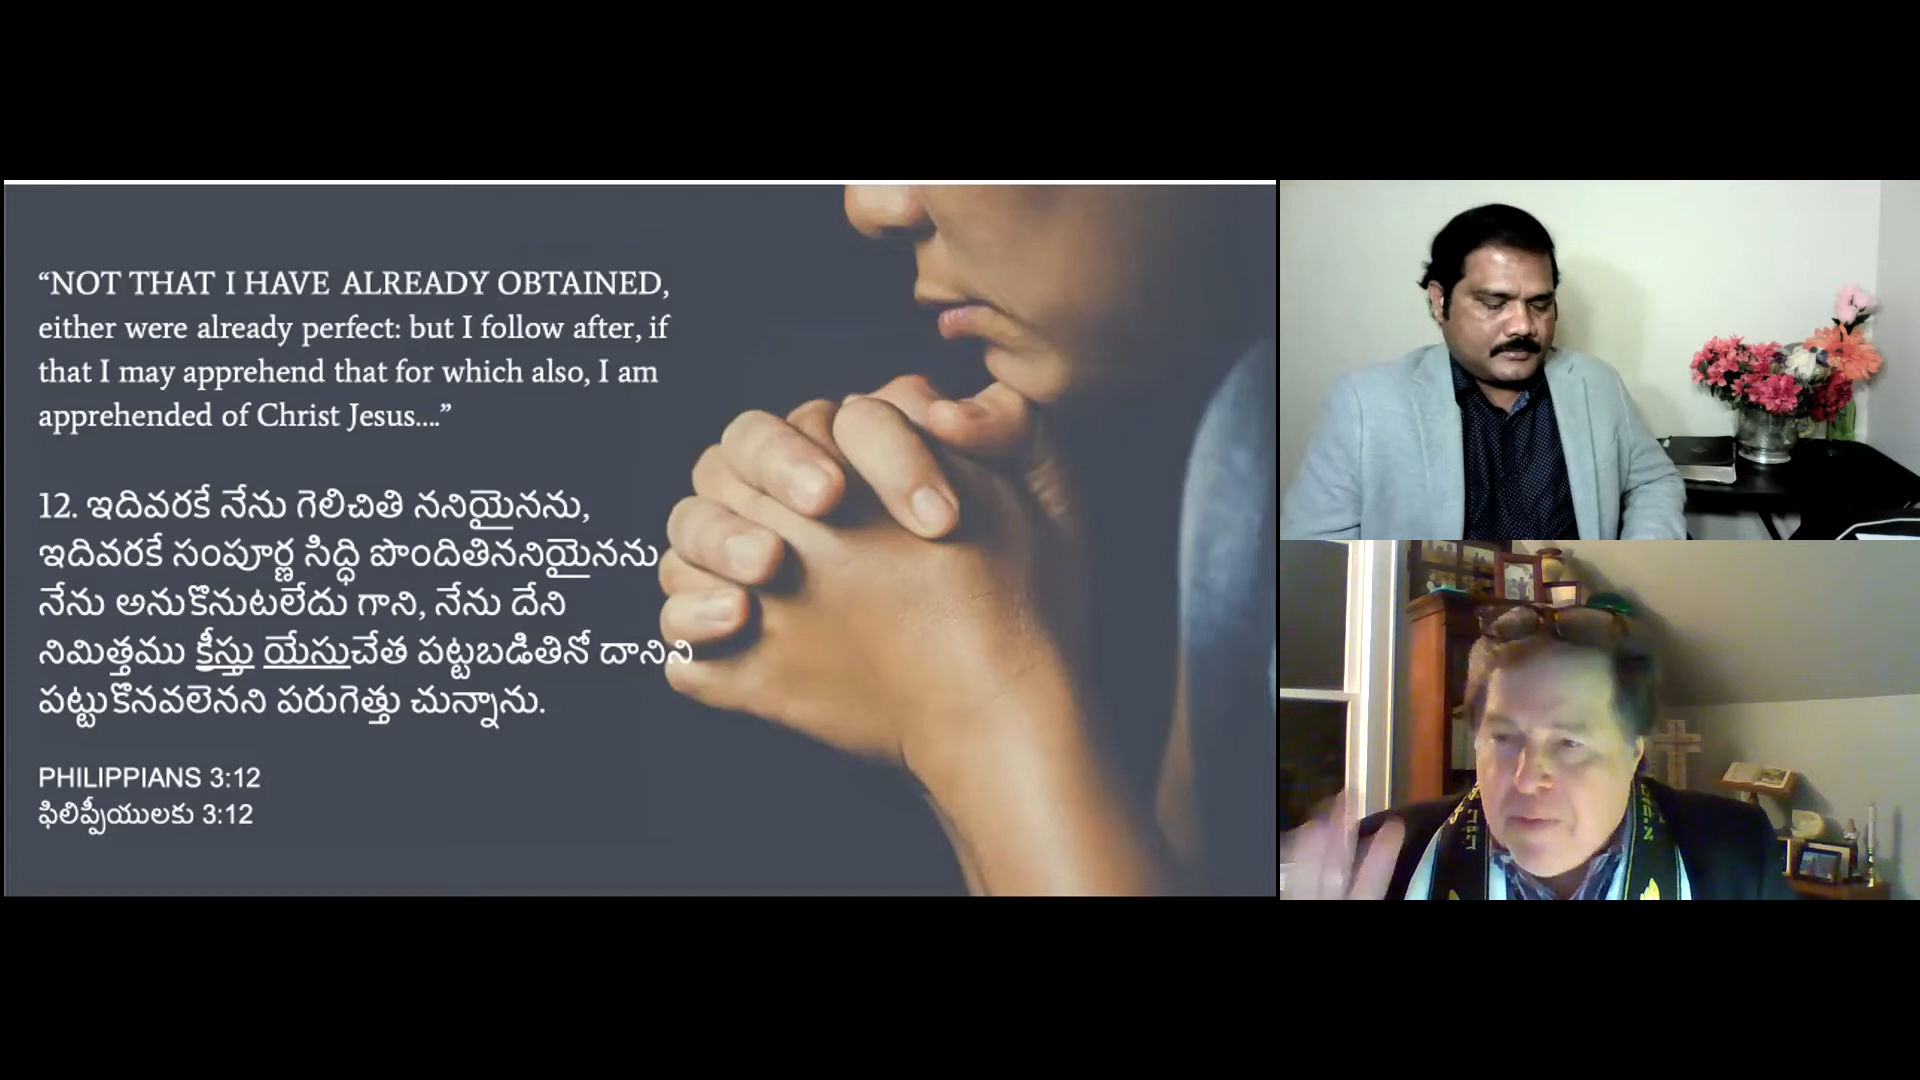 “NOT THAT I HAVE ALREADY OBTAINED,
either were already perfect: but I follow after, if
that I may apprehend that for which also, I am
apprehended of Christ Jesus....”
12. ఇదివరకే నేను గెలిచితి ననియైనను,
ఇదివరకే సంపూర్ణ సిద్ధి పొందితిననియైనను
నేను అనుకొనుటలేదు గాని, నేను దేని
నిమిత్తము క్రీస్తు యేసుచేత పట్టబడితినో దానిని
పట్టుకొనవలెనని పరుగెత్తు చున్నాను.
PHILIPPIANS 3:12
ఫిలిప్పీయులకు 3:12